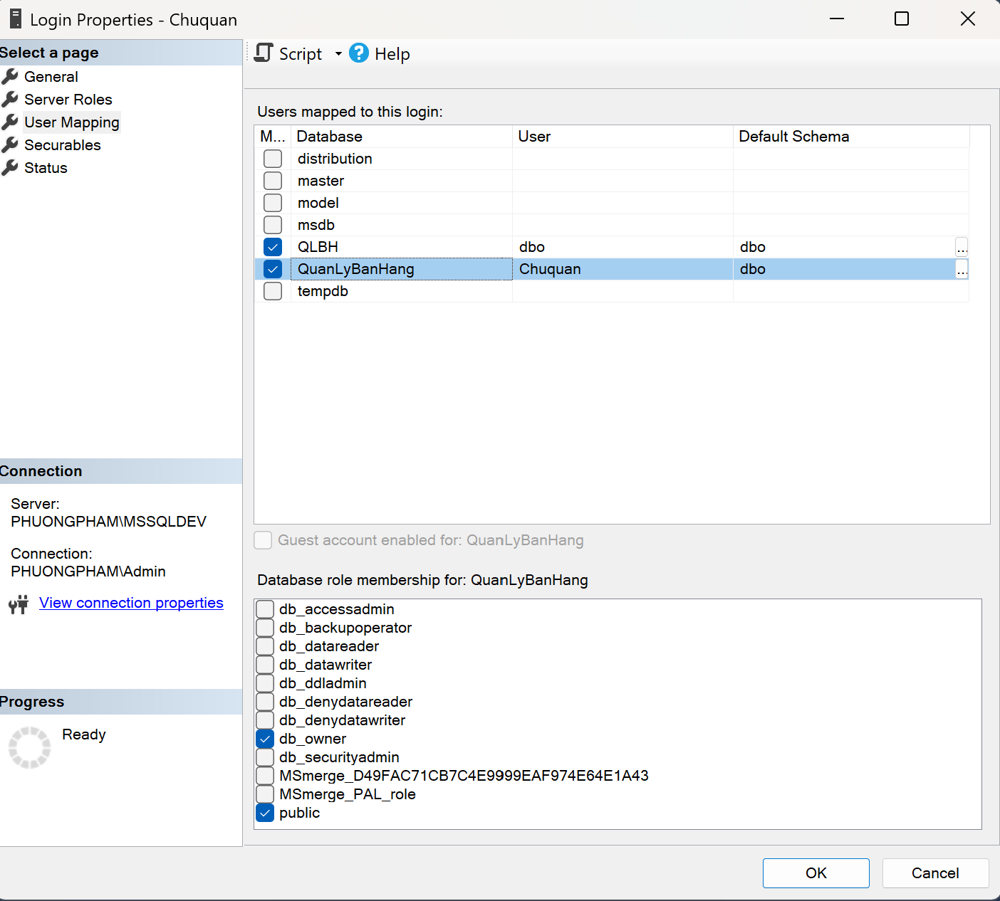 Login Properties - Chuquan
Select a page
General
Server Roles
User Mapping
Securables
Status
Connection
Server:
PHUONGPHAM\MSSQLDEV
Connection:
PHUONGPHAM\Admin
View connection properties
Progress
Ready
Script
? Help
Users mapped to this login:
M... Database User Default Schema
distribution
master
model
msdb
QLBH dbo dbo ...
QuanLyBanHang Chuquan dbo ...
tempdb
Guest account enabled for: QuanLyBanHang
Database role membership for: QuanLyBanHang
db_accessadmin
db_backupoperator
db_datareader
db_datawriter
db_ddladmin
db_denydatareader
db_denydatawriter
db_owner
db_securityadmin
MSmerge_D49FAC71CB7C4E9999EAF974E64E1A43
MSmerge_PAL_role
public
OK Cancel